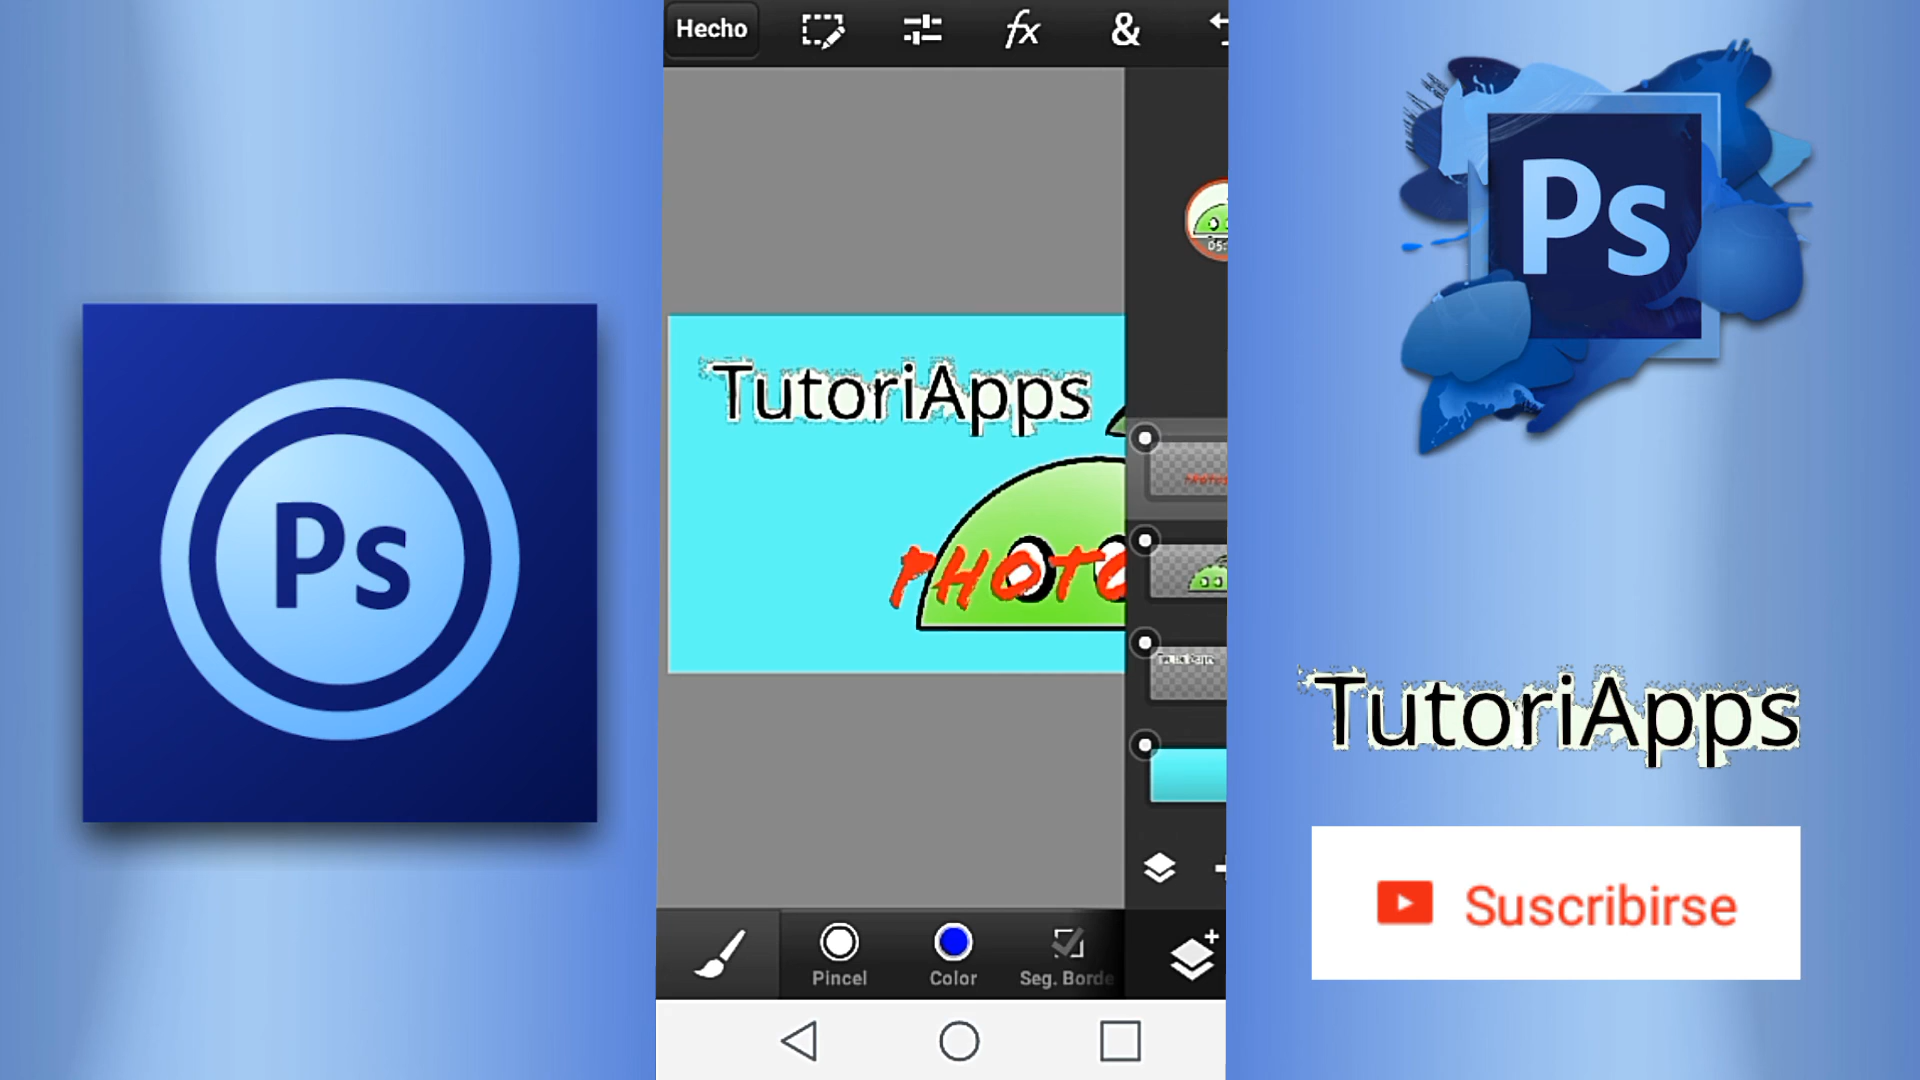 Hecho
fx
&
Ps
TutoriApps
PHOTO
Pincel
Color
Seg. Borde
Ps
TutoriApps
Suscribirse